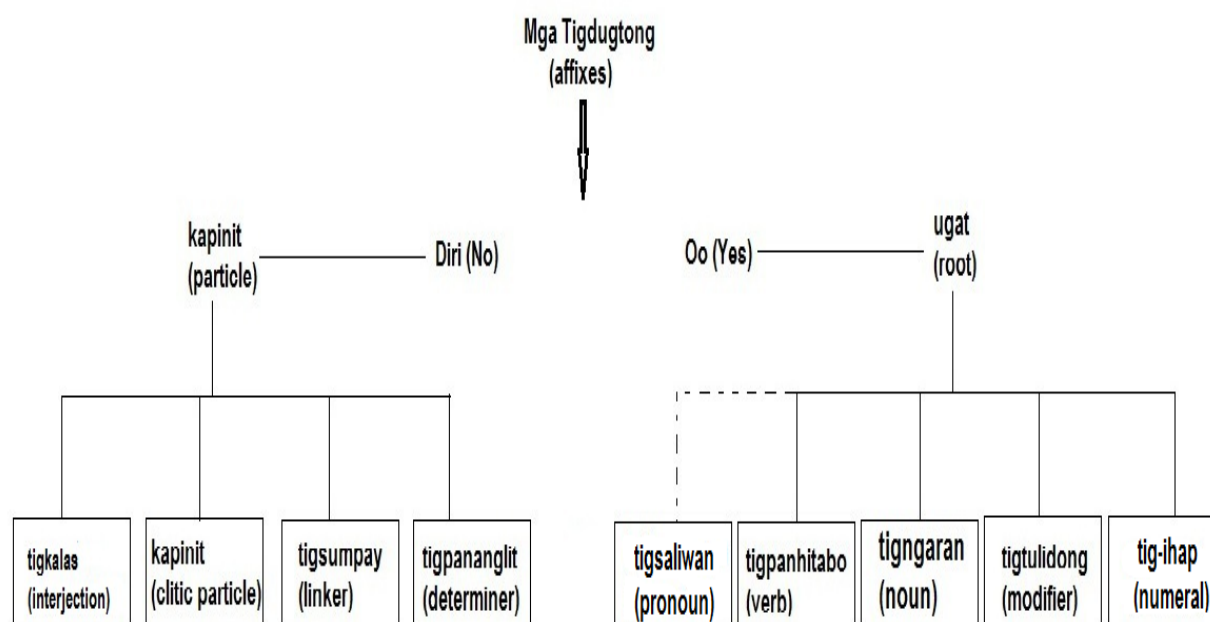 Mga Tigdugtong
(affixes)
kapinit
(particle)
Diri (No)
Oo (Yes)
ugat
(root)
tigkalas
(interjection)
kapinit
(clitic particle)
tigsumpay
(linker)
tigpananglit
(determiner)
tigsaliwan
(pronoun)
tigpanhitabo
(verb)
tigngaran
(noun)
tigtulidong
(modifier)
tig-ihap
(numeral)